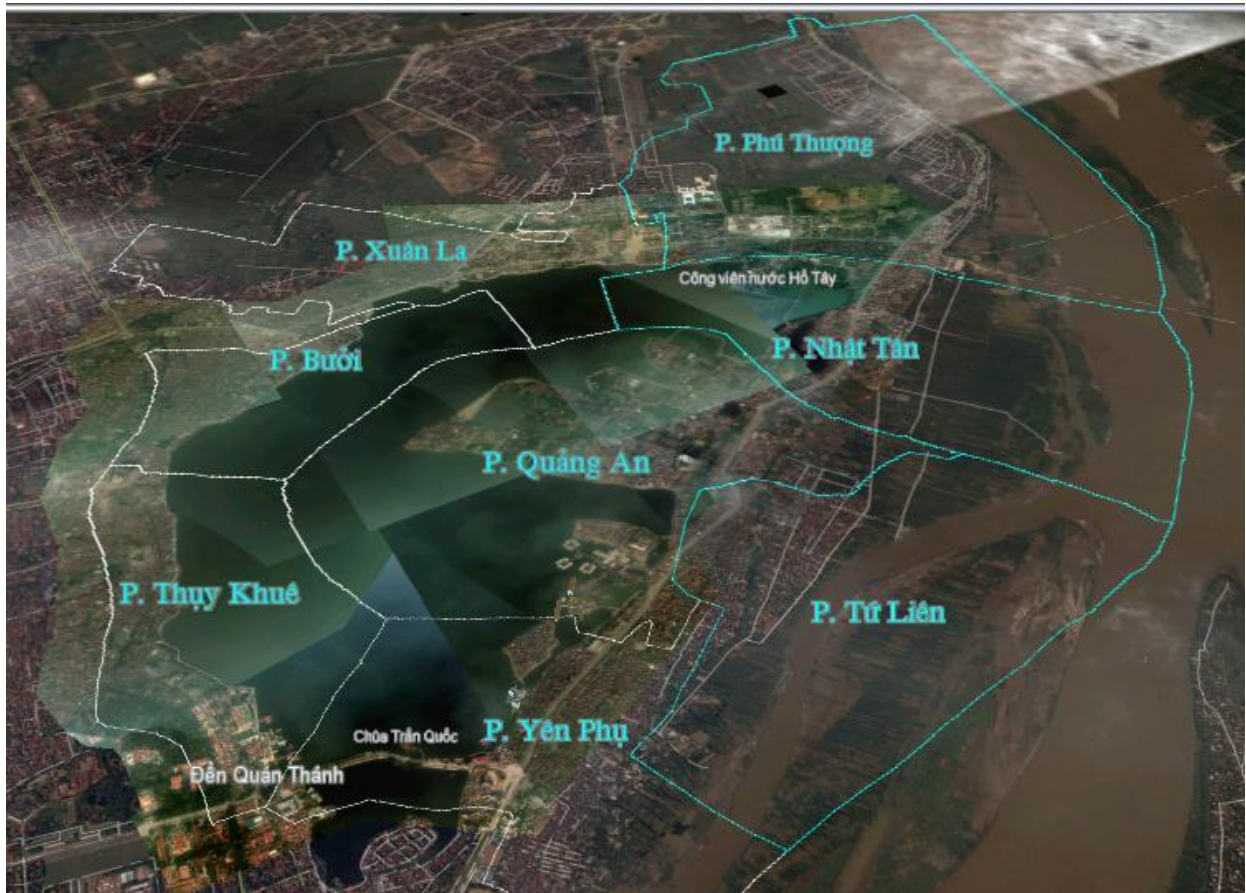 P. Phú Thượng
P. Xuân La
Công viên nước Hồ Tây
P. Bưởi
P. Nhật Tân
P. Quảng An
P. Thụy Khuê
P. Tứ Liên
P. Yên Phụ
Chùa Trấn Quốc
Đền Quán Thánh